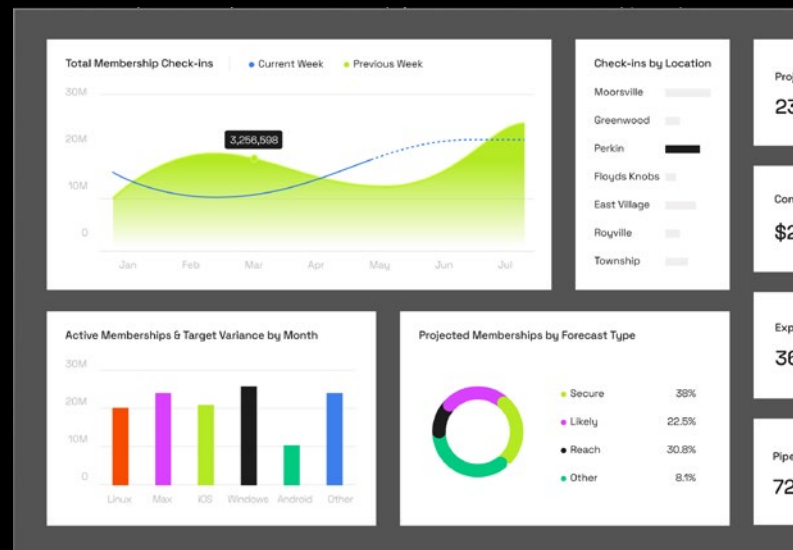 Total Membership Check-ins
Current Week
Previous Week
30M
20M
10M
0
3,256,598
Jan Feb Mar Apr May Jun Jul
Check-ins by Location
Moorsville
Greenwood
Perkin
Floyds Knobs
East Village
Royville
Township
Active Memberships & Target Variance by Month
30M
20M
10M
0
Linux Max iOS Windows Android Other
Projected Memberships by Forecast Type
Secure 38%
Likely 22.5%
Reach 30.8%
Other 8.1%
Proj
23
Con
$2
Exp
36
Pipe
72